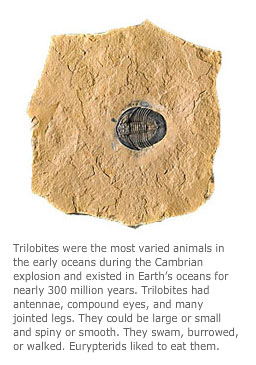 Trilobites were the most varied animals in
the early oceans during the Cambrian
explosion and existed in Earth’s oceans for
nearly 300 million years. Trilobites had
antennae, compound eyes, and many
jointed legs. They could be large or small
and spiny or smooth. They swam, burrowed,
or walked. Eurypterids liked to eat them.